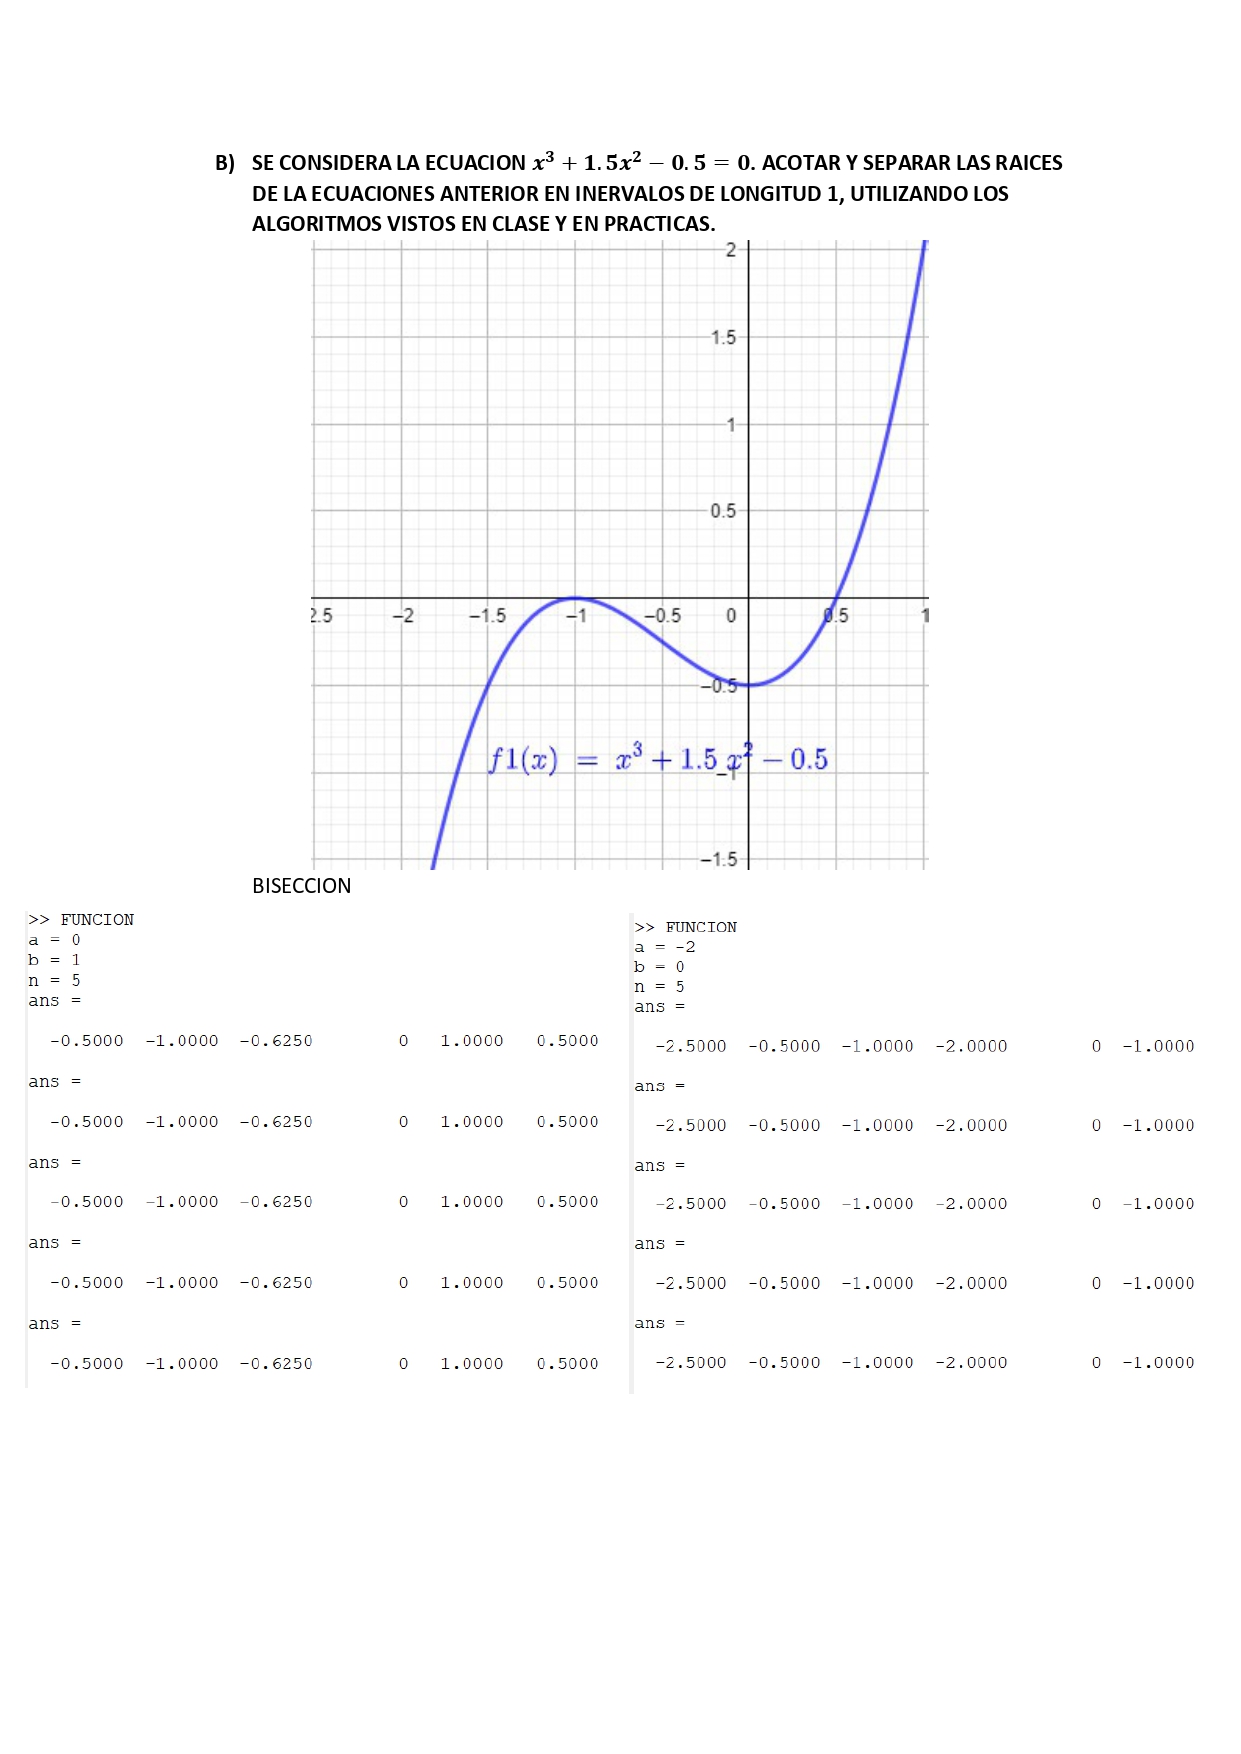 B) SE CONSIDERA LA ECUACION x³ + 1.5x² − 0.5 = 0. ACOTAR Y SEPARAR LAS RAICES
DE LA ECUACIONES ANTERIOR EN INERVALOS DE LONGITUD 1, UTILIZANDO LOS
ALGORITMOS VISTOS EN CLASE Y EN PRACTICAS.
2
1.5
1
0.5
2.5 −2 −1.5 −1 −0.5 0 0.5 1
−0.5
f1(x) = x³ + 1.5 x² − 0.5
−1
−1.5
BISECCION
>> FUNCION
a = 0
b = 1
n = 5
ans =
-0.5000 -1.0000 -0.6250 0 1.0000 0.5000
ans =
-0.5000 -1.0000 -0.6250 0 1.0000 0.5000
ans =
-0.5000 -1.0000 -0.6250 0 1.0000 0.5000
ans =
-0.5000 -1.0000 -0.6250 0 1.0000 0.5000
ans =
-0.5000 -1.0000 -0.6250 0 1.0000 0.5000
>> FUNCION
a = -2
b = 0
n = 5
ans =
-2.5000 -0.5000 -1.0000 -2.0000 0 -1.0000
ans =
-2.5000 -0.5000 -1.0000 -2.0000 0 -1.0000
ans =
-2.5000 -0.5000 -1.0000 -2.0000 0 -1.0000
ans =
-2.5000 -0.5000 -1.0000 -2.0000 0 -1.0000
ans =
-2.5000 -0.5000 -1.0000 -2.0000 0 -1.0000